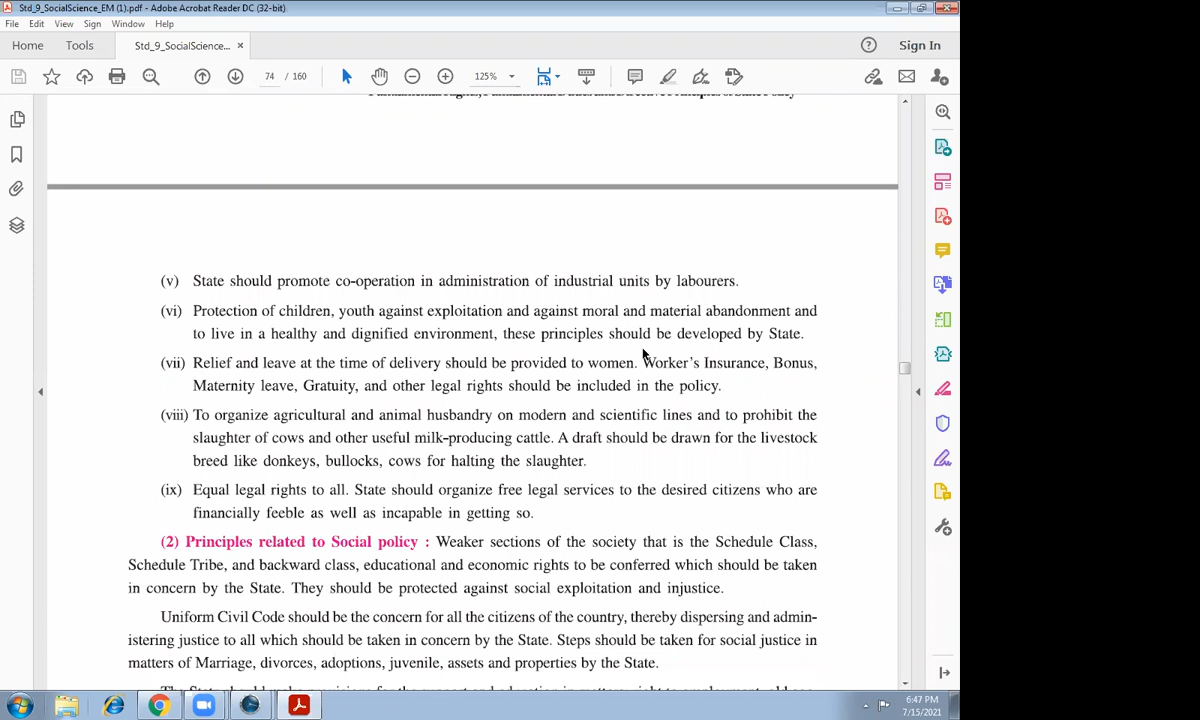 Std_9_SocialScience_EM (1).pdf - Adobe Acrobat Reader DC (32-bit)
File Edit View Sign Window Help
Home Tools Std_9_SocialScience... × Sign In
74 / 160 125%
(v) State should promote co-operation in administration of industrial units by labourers.
(vi) Protection of children, youth against exploitation and against moral and material abandonment and
to live in a healthy and dignified environment, these principles should be developed by State.
(vii) Relief and leave at the time of delivery should be provided to women. Worker's Insurance, Bonus,
Maternity leave, Gratuity, and other legal rights should be included in the policy.
(viii) To organize agricultural and animal husbandry on modern and scientific lines and to prohibit the
slaughter of cows and other useful milk-producing cattle. A draft should be drawn for the livestock
breed like donkeys, bullocks, cows for halting the slaughter.
(ix) Equal legal rights to all. State should organize free legal services to the desired citizens who are
financially feeble as well as incapable in getting so.
(2) Principles related to Social policy : Weaker sections of the society that is the Schedule Class,
Schedule Tribe, and backward class, educational and economic rights to be conferred which should be taken
in concern by the State. They should be protected against social exploitation and injustice.
Uniform Civil Code should be the concern for all the citizens of the country, thereby dispersing and admin-
istering justice to all which should be taken in concern by the State. Steps should be taken for social justice in
matters of Marriage, divorces, adoptions, juvenile, assets and properties by the State.
6:47 PM
7/15/2021